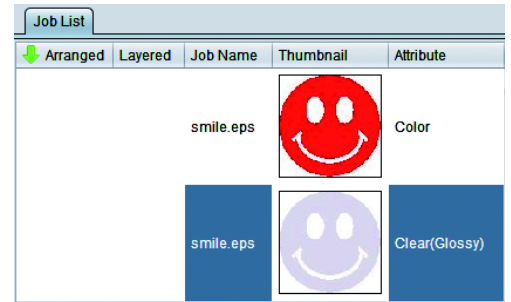 Job List
Arranged Layered Job Name Thumbnail Attribute
smile.eps Color
smile.eps Clear(Glossy)